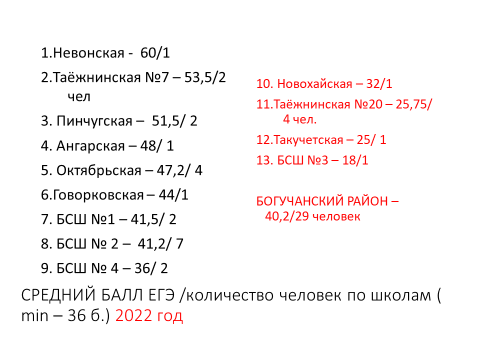 1.Невонская - 60/1
2.Таёжнинская №7 – 53,5/2
чел
3. Пинчугская – 51,5/ 2
4. Ангарская – 48/ 1
5. Октябрьская – 47,2/ 4
6.Говорковская – 44/1
7. БСШ №1 – 41,5/ 2
8. БСШ № 2 – 41,2/ 7
9. БСШ № 4 – 36/ 2
10. Новохайская – 32/1
11.Таёжнинская №20 – 25,75/
4 чел.
12.Такучетская – 25/ 1
13. БСШ №3 – 18/1
БОГУЧАНСКИЙ РАЙОН –
40,2/29 человек
СРЕДНИЙ БАЛЛ ЕГЭ /количество человек по школам (
min – 36 б.) 2022 год